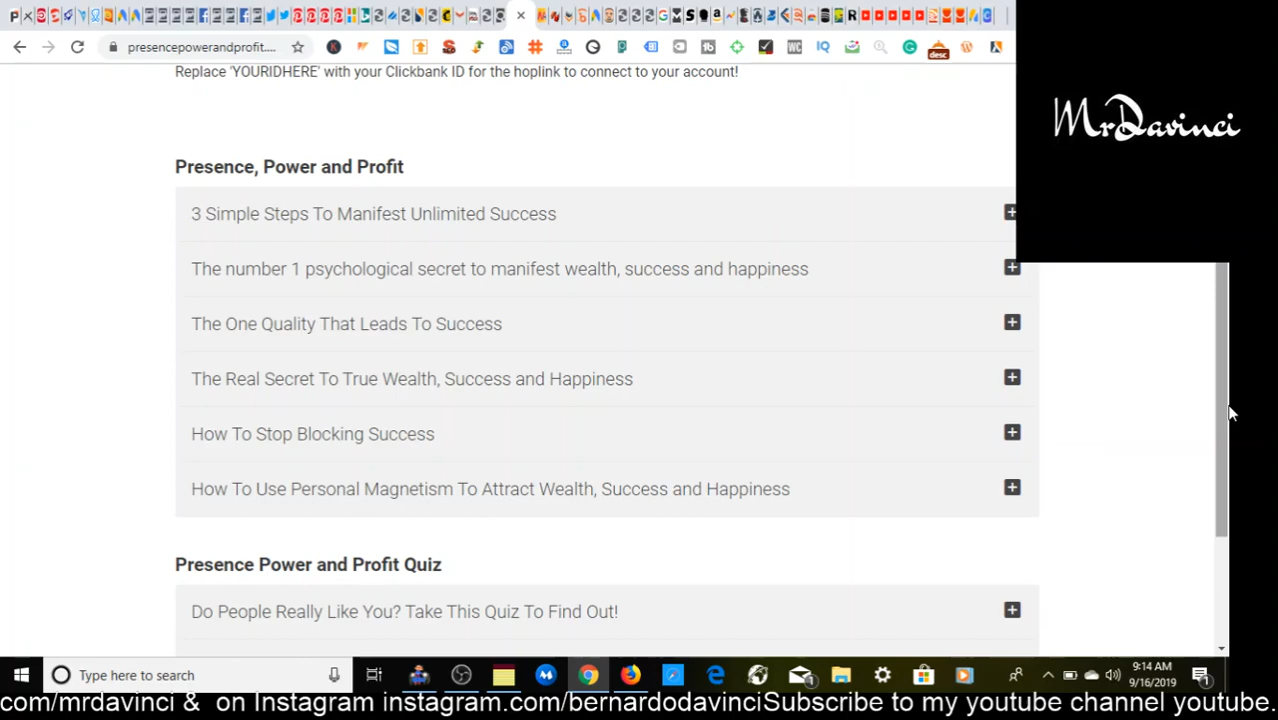 presencepowerandprofit....
Replace 'YOURIDHERE' with your Clickbank ID for the hoplink to connect to your account!
MrDavinci
Presence, Power and Profit
3 Simple Steps To Manifest Unlimited Success
The number 1 psychological secret to manifest wealth, success and happiness
The One Quality That Leads To Success
The Real Secret To True Wealth, Success and Happiness
How To Stop Blocking Success
How To Use Personal Magnetism To Attract Wealth, Success and Happiness
Presence Power and Profit Quiz
Do People Really Like You? Take This Quiz To Find Out!
Type here to search
9:14 AM
9/16/2019
com/mrdavinci & on Instagram instagram.com/bernardodavinciSubscribe to my youtube channel youtube.